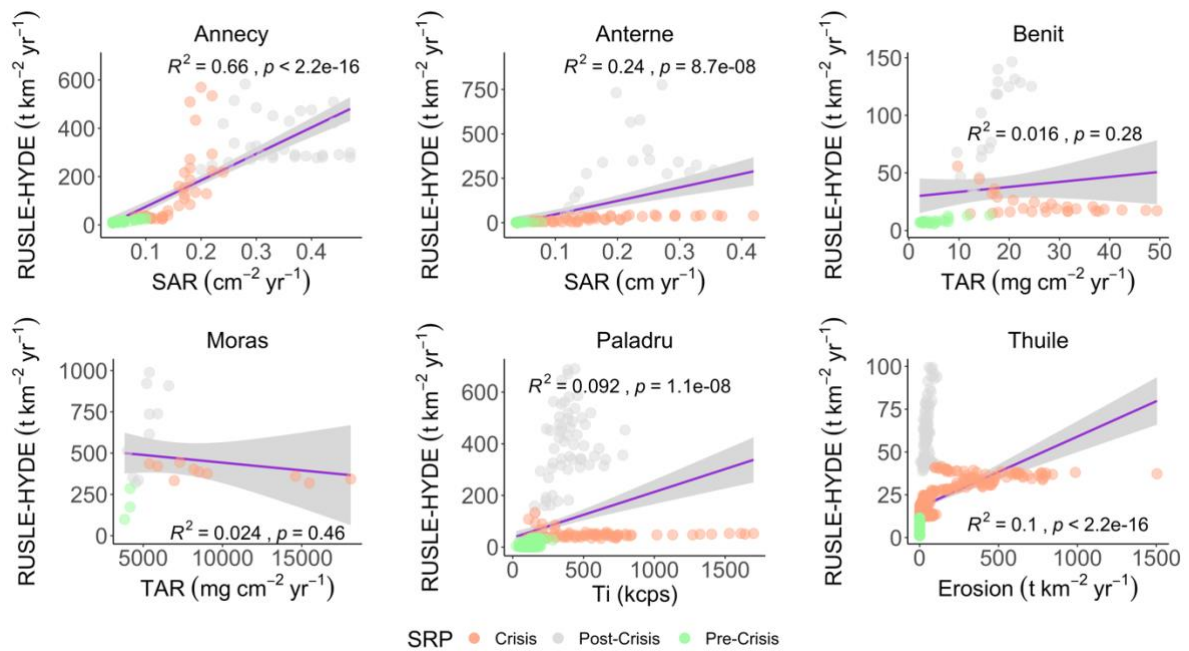 Annecy
RUSLE-HYDE (t km⁻² yr⁻¹)
600
400
200
0
R² = 0.66 , p < 2.2e-16
0.1 0.2 0.3 0.4
SAR (cm⁻² yr⁻¹)
Anterne
RUSLE-HYDE (t km⁻² yr⁻¹)
750
500
250
0
R² = 0.24 , p = 8.7e-08
0.1 0.2 0.3 0.4
SAR (cm yr⁻¹)
Benit
RUSLE-HYDE (t km⁻² yr⁻¹)
150
100
50
0
R² = 0.016 , p = 0.28
0 10 20 30 40 50
TAR (mg cm⁻² yr⁻¹)
Moras
RUSLE-HYDE (t km⁻² yr⁻¹)
1000
750
500
250
0
R² = 0.024 , p = 0.46
5000 10000 15000
TAR (mg cm⁻² yr⁻¹)
Paladru
RUSLE-HYDE (t km⁻² yr⁻¹)
600
400
200
0
R² = 0.092 , p = 1.1e-08
0 500 1000 1500
Ti (kcps)
Thuile
RUSLE-HYDE (t km⁻² yr⁻¹)
100
75
50
25
0
R² = 0.1 , p < 2.2e-16
0 500 1000 1500
Erosion (t km⁻² yr⁻¹)
SRP Crisis Post-Crisis Pre-Crisis